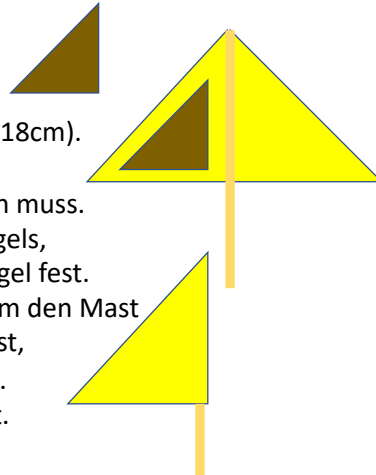 18cm).
n muss.
gels,
gel fest.
m den Mast
st,
.
t.